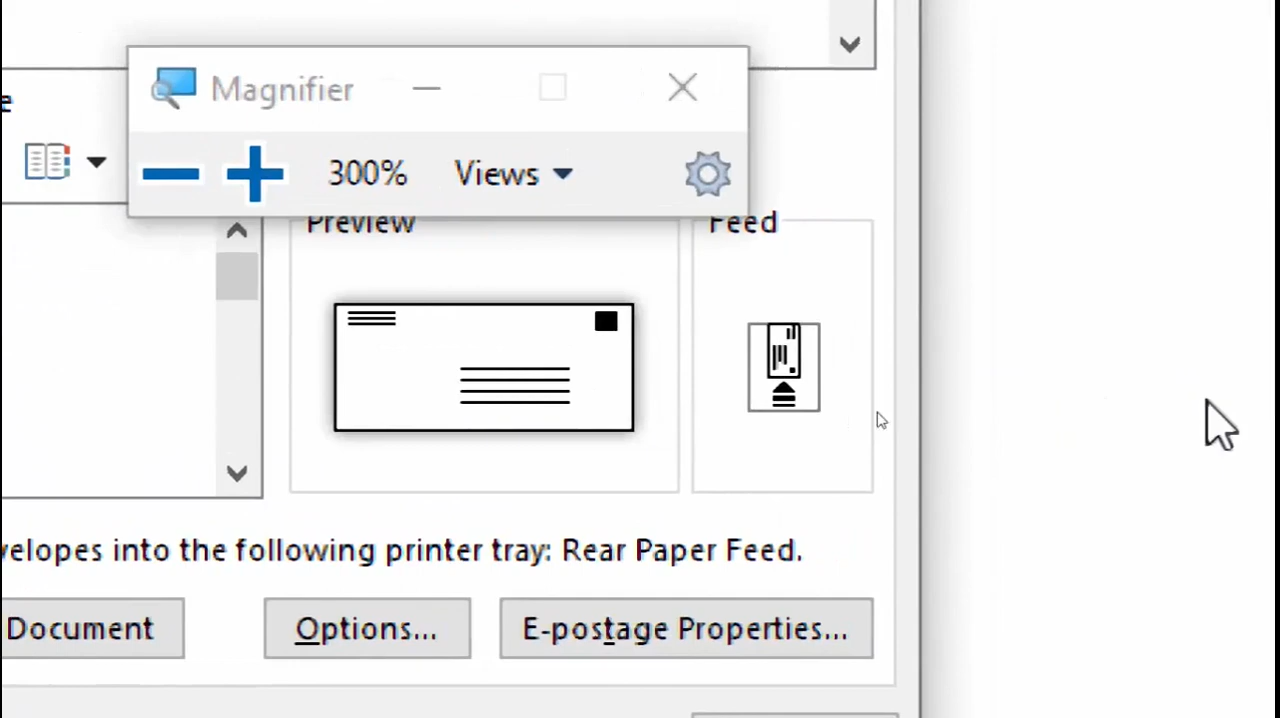 e
Magnifier
300% Views
Preview Feed
velopes into the following printer tray: Rear Paper Feed.
Document Options... E-postage Properties...